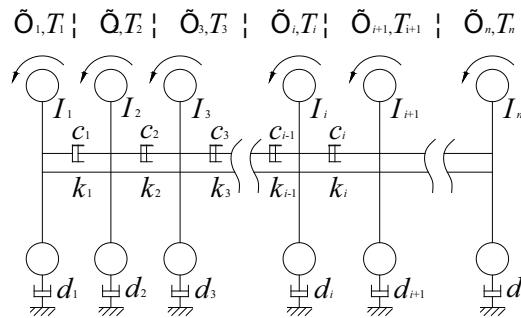 Õ1,T1 ¦ Õ2,T2 ¦ Õ3,T3 ¦ Õi,Ti ¦ Õi+1,Ti+1 ¦ Õn,Tn
I1 I2 I3 Ii Ii+1 In
c1 c2 c3 ci-1 ci
k1 k2 k3 ki-1 ki
d1 d2 d3 di di+1 d